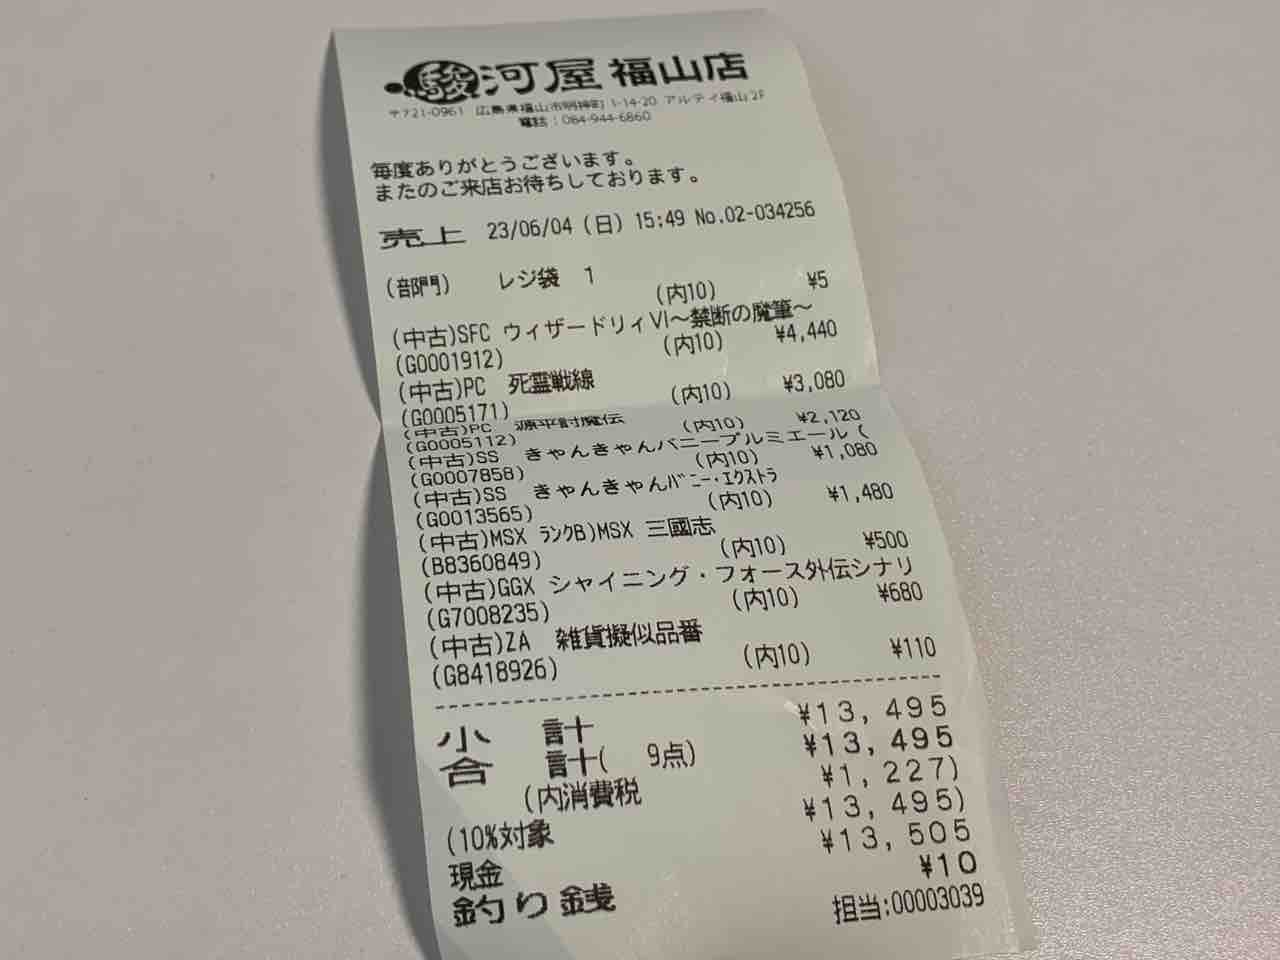 駿河屋 福山店
〒721-0961 広島県福山市明神町 1-14-20 アルティ福山2F
電話：084-944-6860
毎度ありがとうございます。
またのご来店お待ちしております。
売上 23/06/04 (日) 15:49 No.02-034256
(部門) レジ袋 1
(内10) ¥5
(中古)SFC ウィザードリィVI〜禁断の魔筆〜
(G0001912) (内10) ¥4,440
(中古)PC 死霊戦線
(G0005171) (内10) ¥3,080
(中古)PC 源平討魔伝
(G0005112) (内10) ¥2,120
(中古)SS きゃんきゃんバニープルミエール (
(G0007858) (内10) ¥1,080
(中古)SS きゃんきゃんﾊﾞﾆｰ・ｴｸｽﾄﾗ
(G0013565) (内10) ¥1,480
(中古)MSX ﾗﾝｸB)MSX 三國志
(B8360849) (内10) ¥500
(中古)GGX シャイニング・フォース外伝シナリ
(G7008235) (内10) ¥680
(中古)ZA 雑貨擬似品番
(G8418926) (内10) ¥110
小計 ¥13,495
合計( 9点) ¥13,495
(内消費税 ¥1,227)
(10%対象 ¥13,495)
現金 ¥13,505
釣り銭 ¥10
担当:00003039